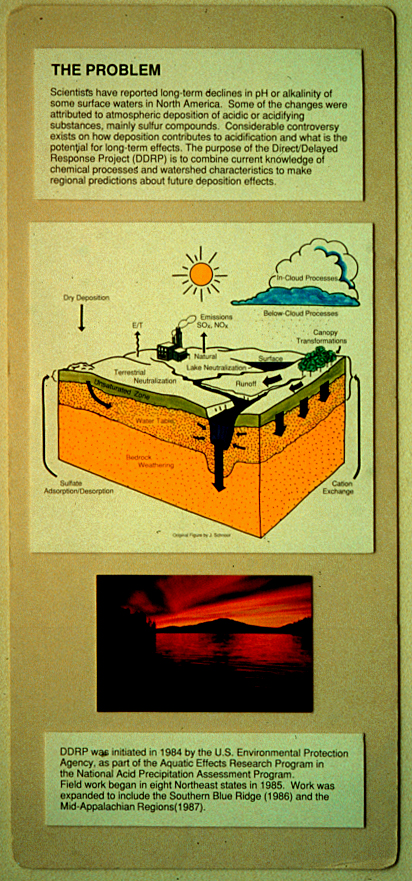 THE PROBLEM
Scientists have reported long-term declines in pH or alkalinity of
some surface waters in North America. Some of the changes were
attributed to atmospheric deposition of acidic or acidifying
substances, mainly sulfur compounds. Considerable controversy
exists on how deposition contributes to acidification and what is the
potential for long-term effects. The purpose of the Direct/Delayed
Response Project (DDRP) is to combine current knowledge of
chemical processes and watershed characteristics to make
regional predictions about future deposition effects.
In-Cloud Processes
Dry Deposition
Below-Cloud Processes
Emissions
SOx, NOx
E/T
Canopy
Transformations
Natural
Surface
Lake Neutralization
Terrestrial
Neutralization
Runoff
Unsaturated Zone
Water Table
Bedrock
Weathering
Sulfate
Adsorption/Desorption
Cation
Exchange
Original Figure by J. Schnoor
DDRP was initiated in 1984 by the U.S. Environmental Protection
Agency, as part of the Aquatic Effects Research Program in
the National Acid Precipitation Assessment Program.
Field work began in eight Northeast states in 1985. Work was
expanded to include the Southern Blue Ridge (1986) and the
Mid-Appalachian Regions(1987).